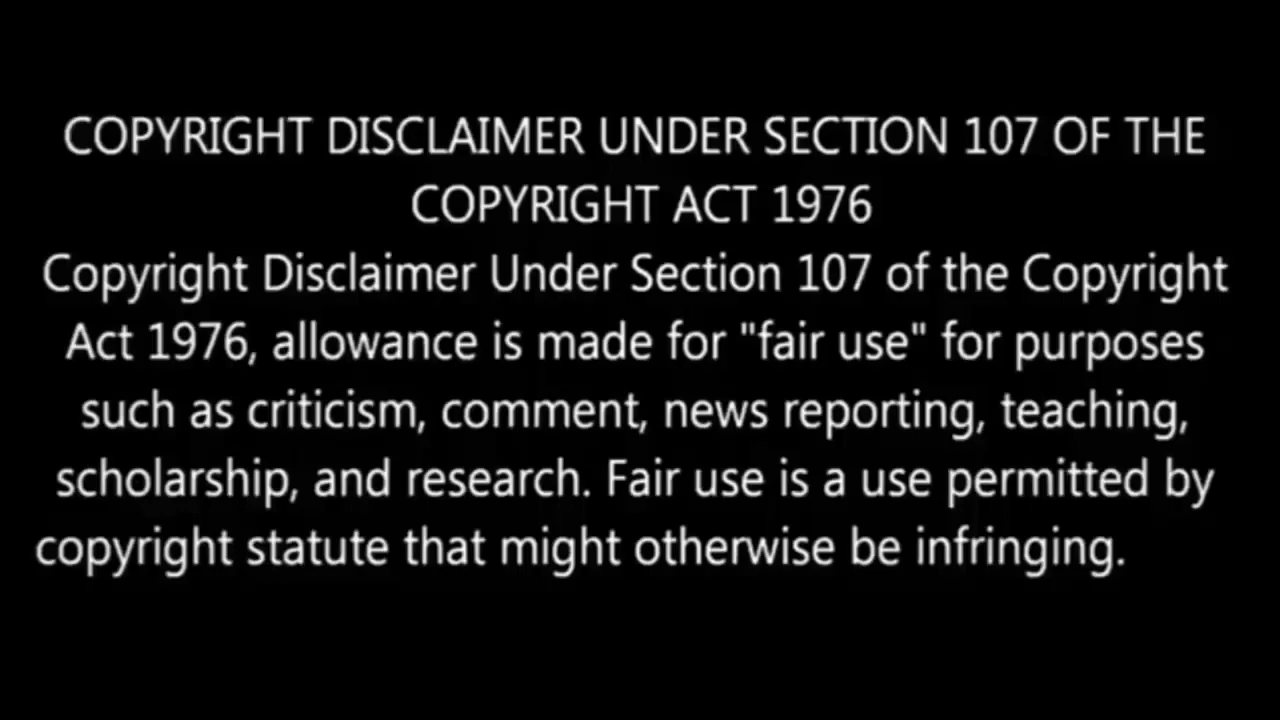 COPYRIGHT DISCLAIMER UNDER SECTION 107 OF THE
COPYRIGHT ACT 1976
Copyright Disclaimer Under Section 107 of the Copyright
Act 1976, allowance is made for "fair use" for purposes
such as criticism, comment, news reporting, teaching,
scholarship, and research. Fair use is a use permitted by
copyright statute that might otherwise be infringing.